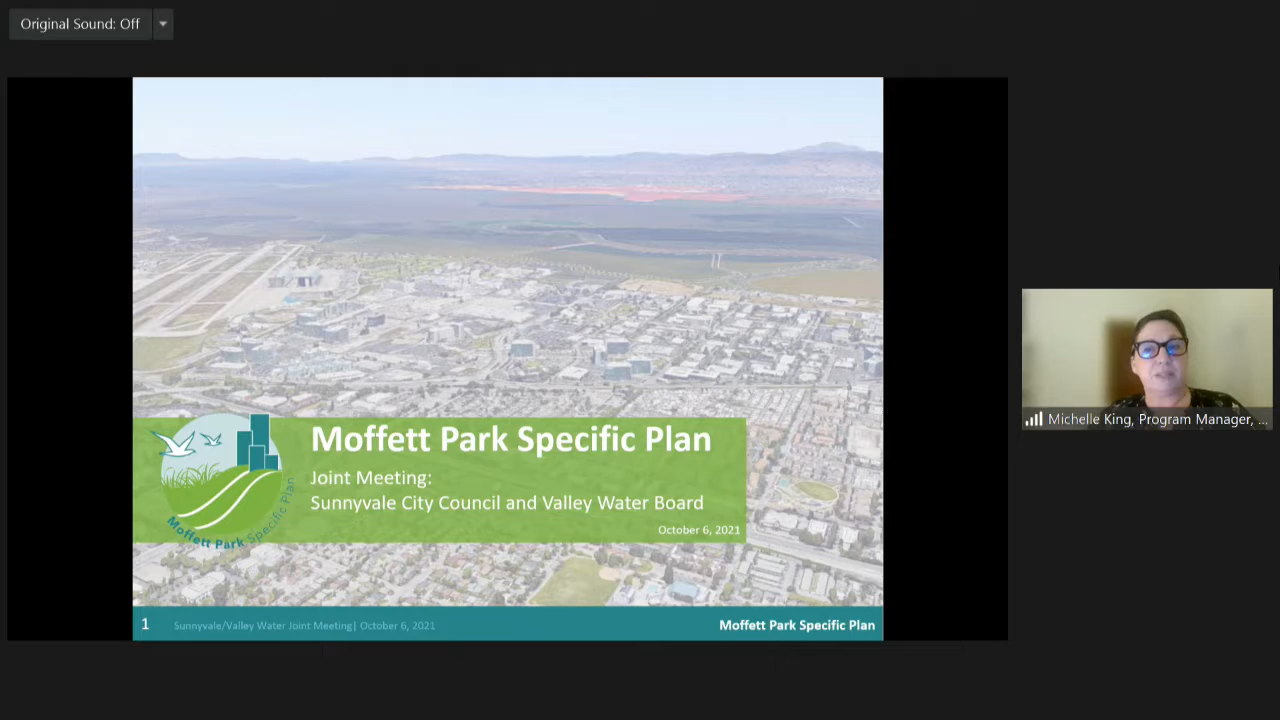 Original Sound: Off
Moffett Park Specific Plan
Joint Meeting:
Sunnyvale City Council and Valley Water Board
October 6, 2021
Moffett Park Specific Plan
1
Sunnyvale/Valley Water Joint Meeting| October 6, 2021
Moffett Park Specific Plan
Michelle King, Program Manager, ...